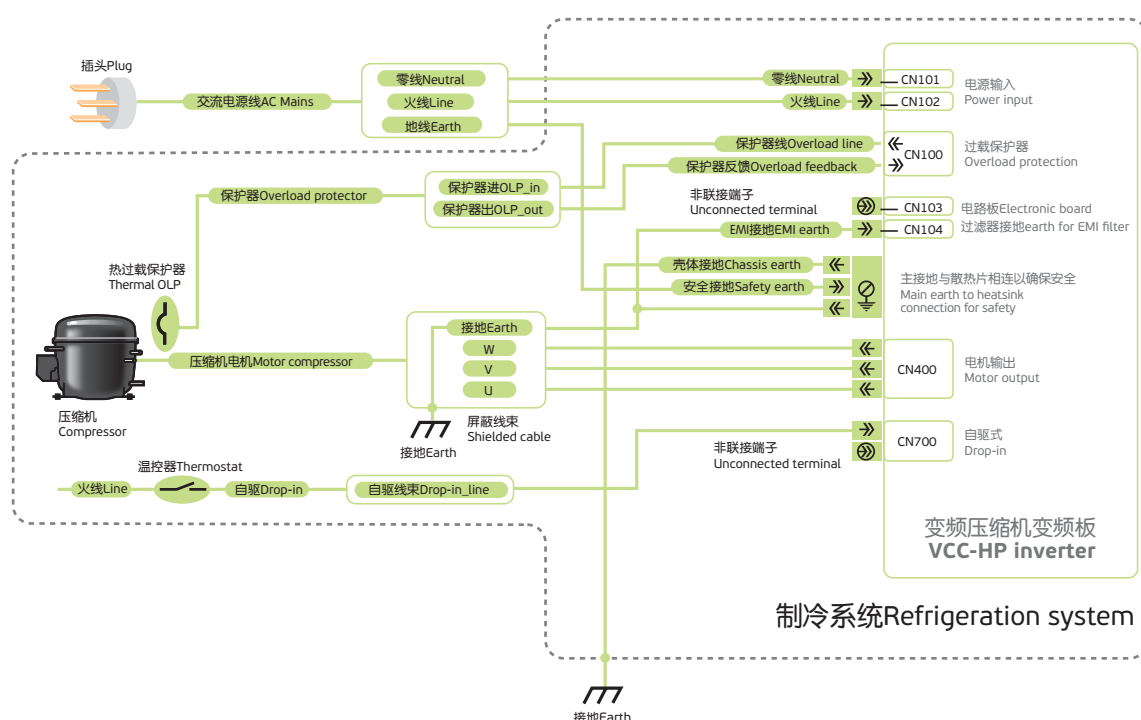 插头Plug
交流电源线AC Mains
零线Neutral
火线Line
地线Earth
零线Neutral
火线Line
CN101
CN102
电源输入
Power input
保护器线Overload line
保护器反馈Overload feedback
CN100
过载保护器
Overload protection
保护器Overload protector
保护器进OLP_in
保护器出OLP_out
非联接端子
Unconnected terminal
CN103
电路板Electronic board
EMI接地EMI earth
CN104
过滤器接地earth for EMI filter
热过载保护器
Thermal OLP
壳体接地Chassis earth
安全接地Safety earth
主接地与散热片相连以确保安全
Main earth to heatsink
connection for safety
压缩机电机Motor compressor
接地Earth
W
V
U
CN400
电机输出
Motor output
压缩机
Compressor
屏蔽线束
Shielded cable
接地Earth
非联接端子
Unconnected terminal
CN700
自驱式
Drop-in
温控器Thermostat
火线Line
自驱Drop-in
自驱线束Drop-in_line
变频压缩机变频板
VCC-HP inverter
制冷系统Refrigeration system
接地Earth